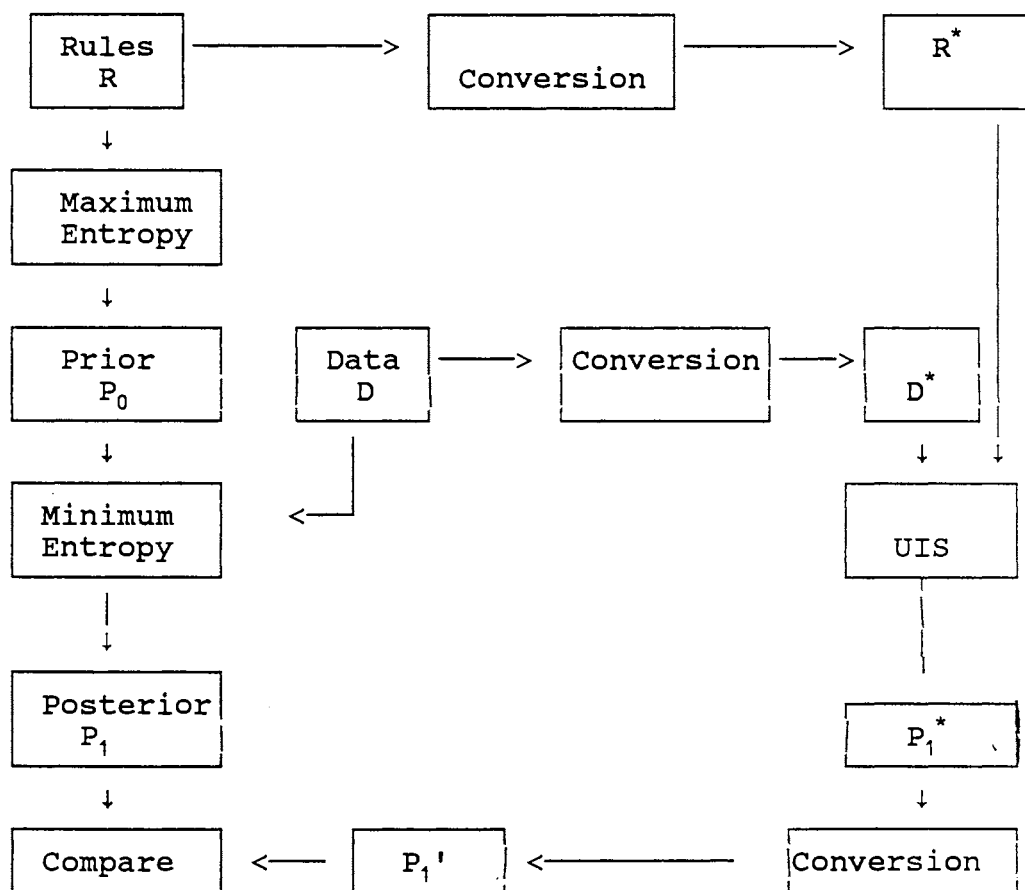 Rules
R
Conversion
R*
Maximum
Entropy
Prior
P₀
Data
D
Conversion
D*
Minimum
Entropy
UIS
Posterior
P₁
P₁*
Compare
P₁'
Conversion